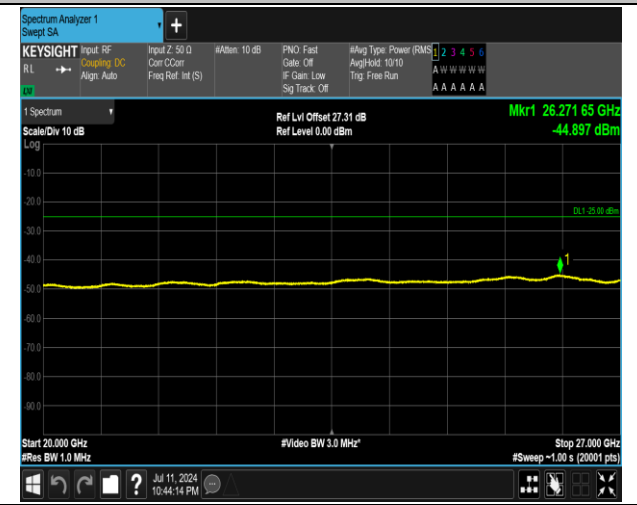 Spectrum Analyzer 1
Swept SA
+
KEYSIGHT
RL
Input: RF
Coupling: DC
Align: Auto
Input Z: 50 Ω
Corr CCorr
Freq Ref: Int (S)
#Atten: 10 dB
PNO: Fast
Gate: Off
IF Gain: Low
Sig Track: Off
#Avg Type: Power (RMS
Avg|Hold: 10/10
Trig: Free Run
1 2 3 4 5 6
A W W W W W
A A A A A A
1 Spectrum
Scale/Div 10 dB
Log
Ref Lvl Offset 27.31 dB
Ref Level 0.00 dBm
Mkr1 26.271 65 GHz
-44.897 dBm
-10.0
-20.0
DL1 -25.00 dBm
-30.0
-40.0
1
-50.0
-60.0
-70.0
-80.0
-90.0
Start 20.000 GHz
#Video BW 3.0 MHz*
Stop 27.000 GHz
#Res BW 1.0 MHz
#Sweep ~1.00 s (20001 pts)
?
Jul 11, 2024
10:44:14 PM